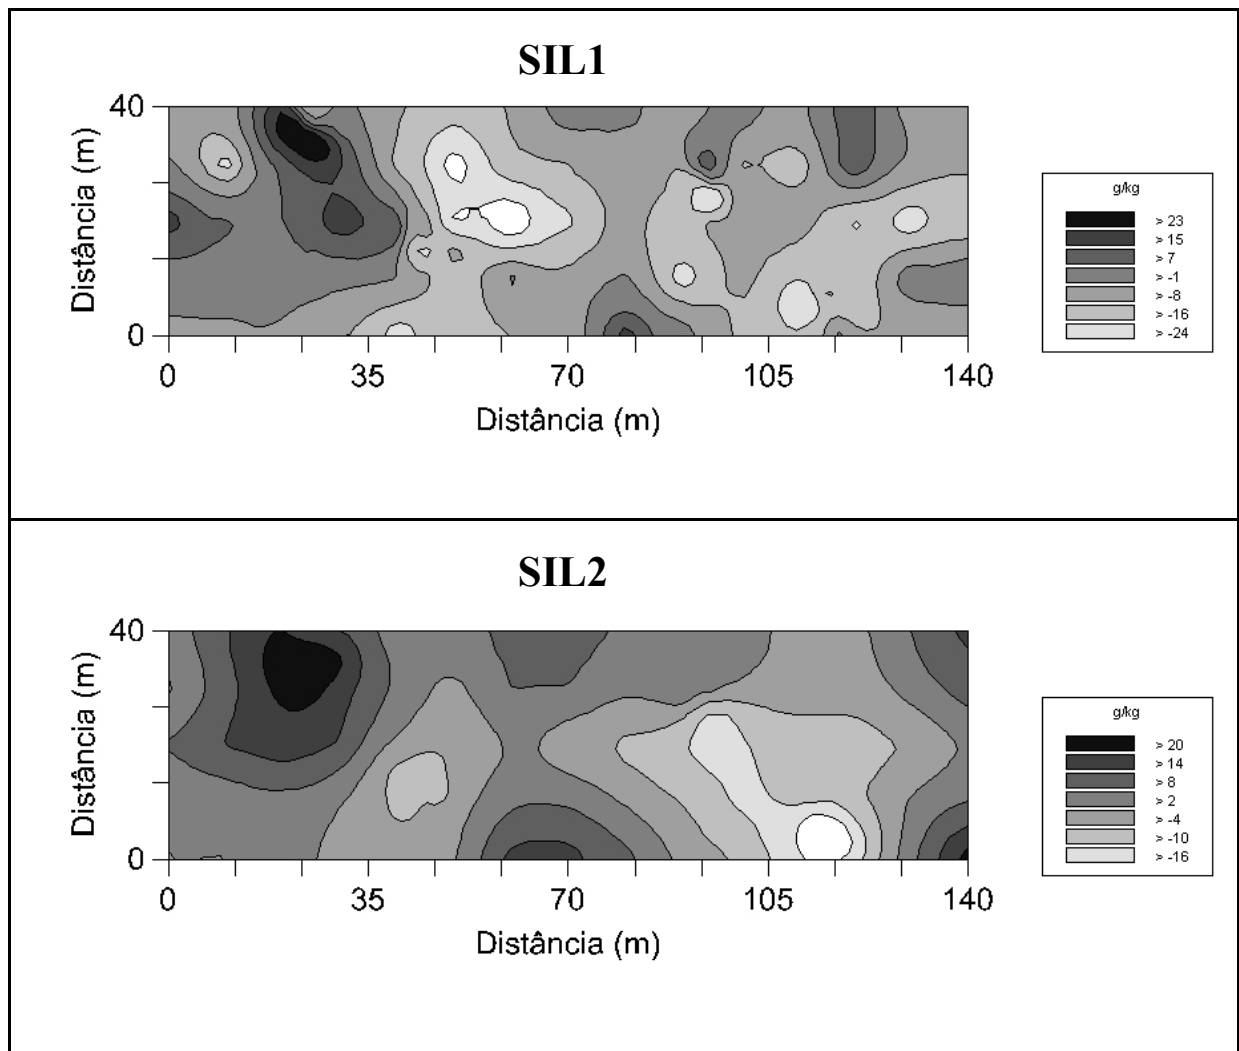 SIL1
40
Distância (m)
0
0 35 70 105 140
Distância (m)
g/kg
> 23
> 15
> 7
> -1
> -8
> -16
> -24
SIL2
40
Distância (m)
0
0 35 70 105 140
Distância (m)
g/kg
> 20
> 14
> 8
> 2
> -4
> -10
> -16